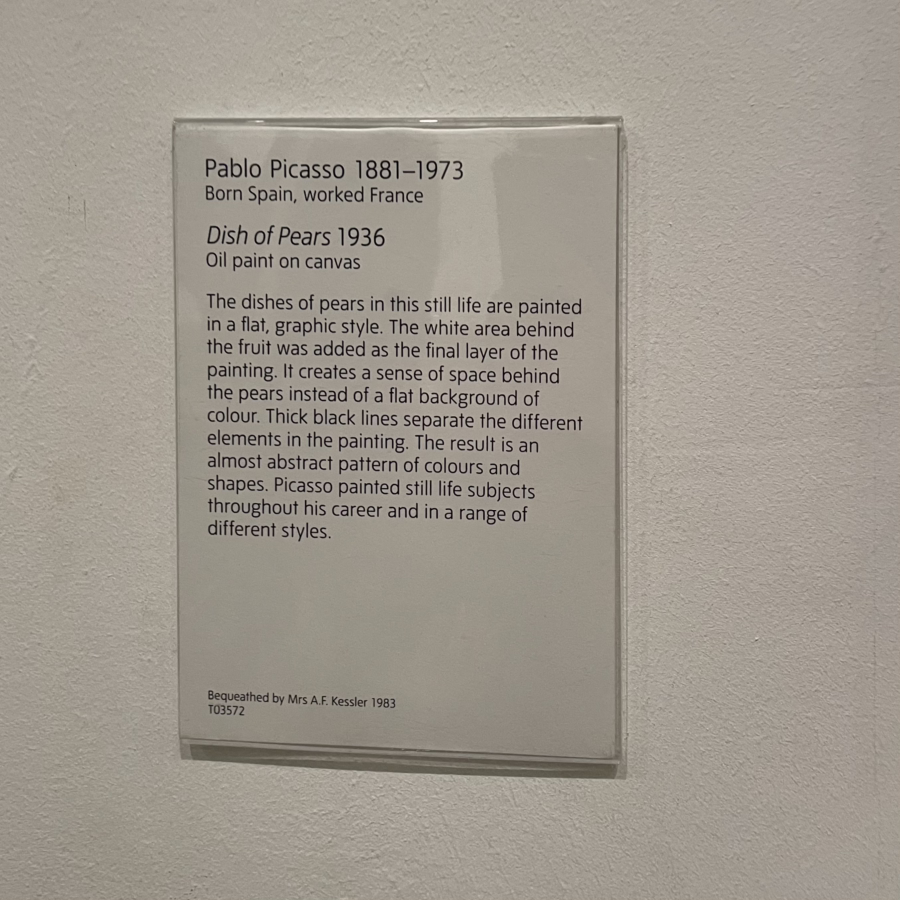 Pablo Picasso 1881–1973
Born Spain, worked France
Dish of Pears 1936
Oil paint on canvas
The dishes of pears in this still life are painted
in a flat, graphic style. The white area behind
the fruit was added as the final layer of the
painting. It creates a sense of space behind
the pears instead of a flat background of
colour. Thick black lines separate the different
elements in the painting. The result is an
almost abstract pattern of colours and
shapes. Picasso painted still life subjects
throughout his career and in a range of
different styles.
Bequeathed by Mrs A.F. Kessler 1983
T03572